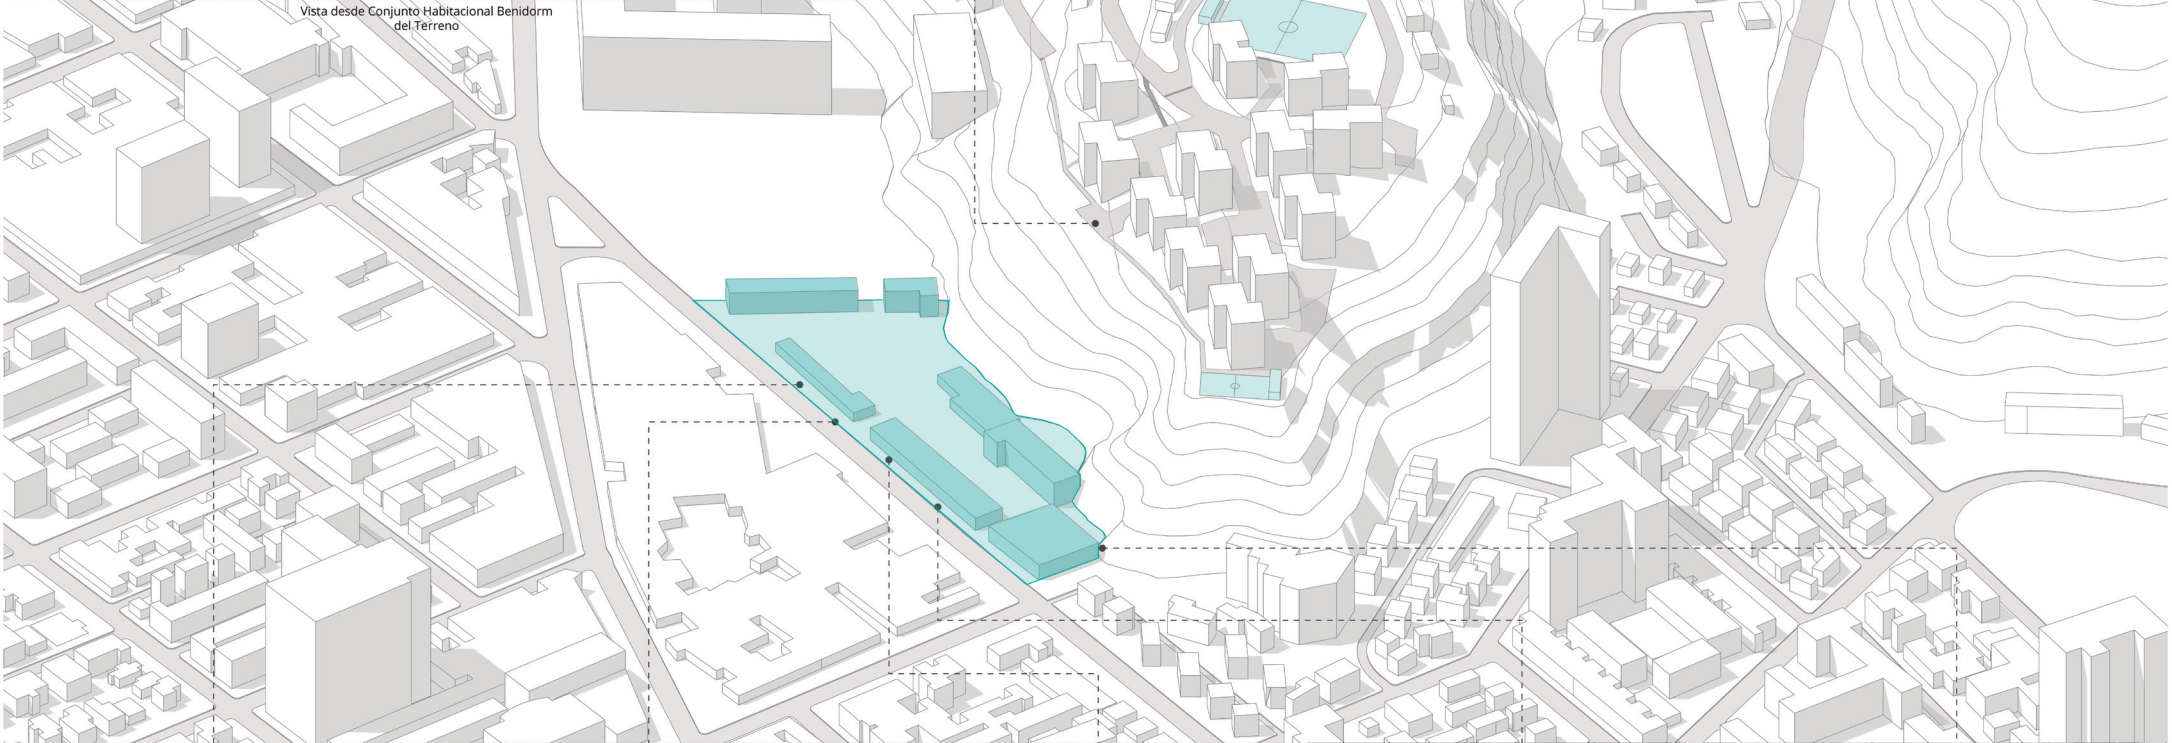 Vista desde Conjunto Habitacional Benidorm
del Terreno